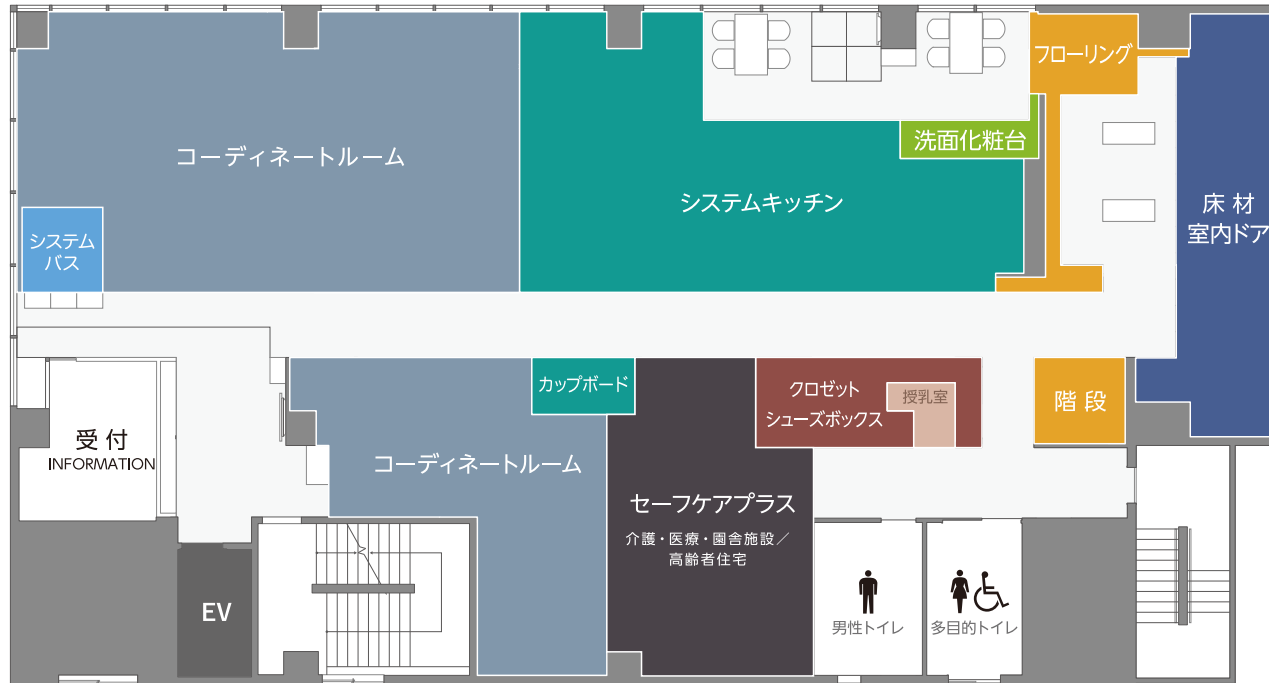 フローリング
洗面化粧台
コーディネートルーム
システムキッチン
床材
室内ドア
システム
バス
カップボード
クロゼット
シューズボックス
授乳室
階段
受付
INFORMATION
コーディネートルーム
セーフケアプラス
介護・医療・園舎施設／
高齢者住宅
EV
男性トイレ
多目的トイレ